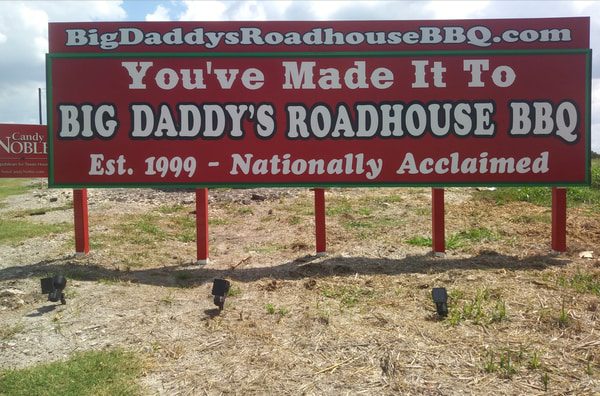 BigDaddysRoadhouseBBQ.com
You've Made It To
BIG DADDY'S ROADHOUSE BBQ
Est. 1999 - Nationally Acclaimed
Candy
NOBLE